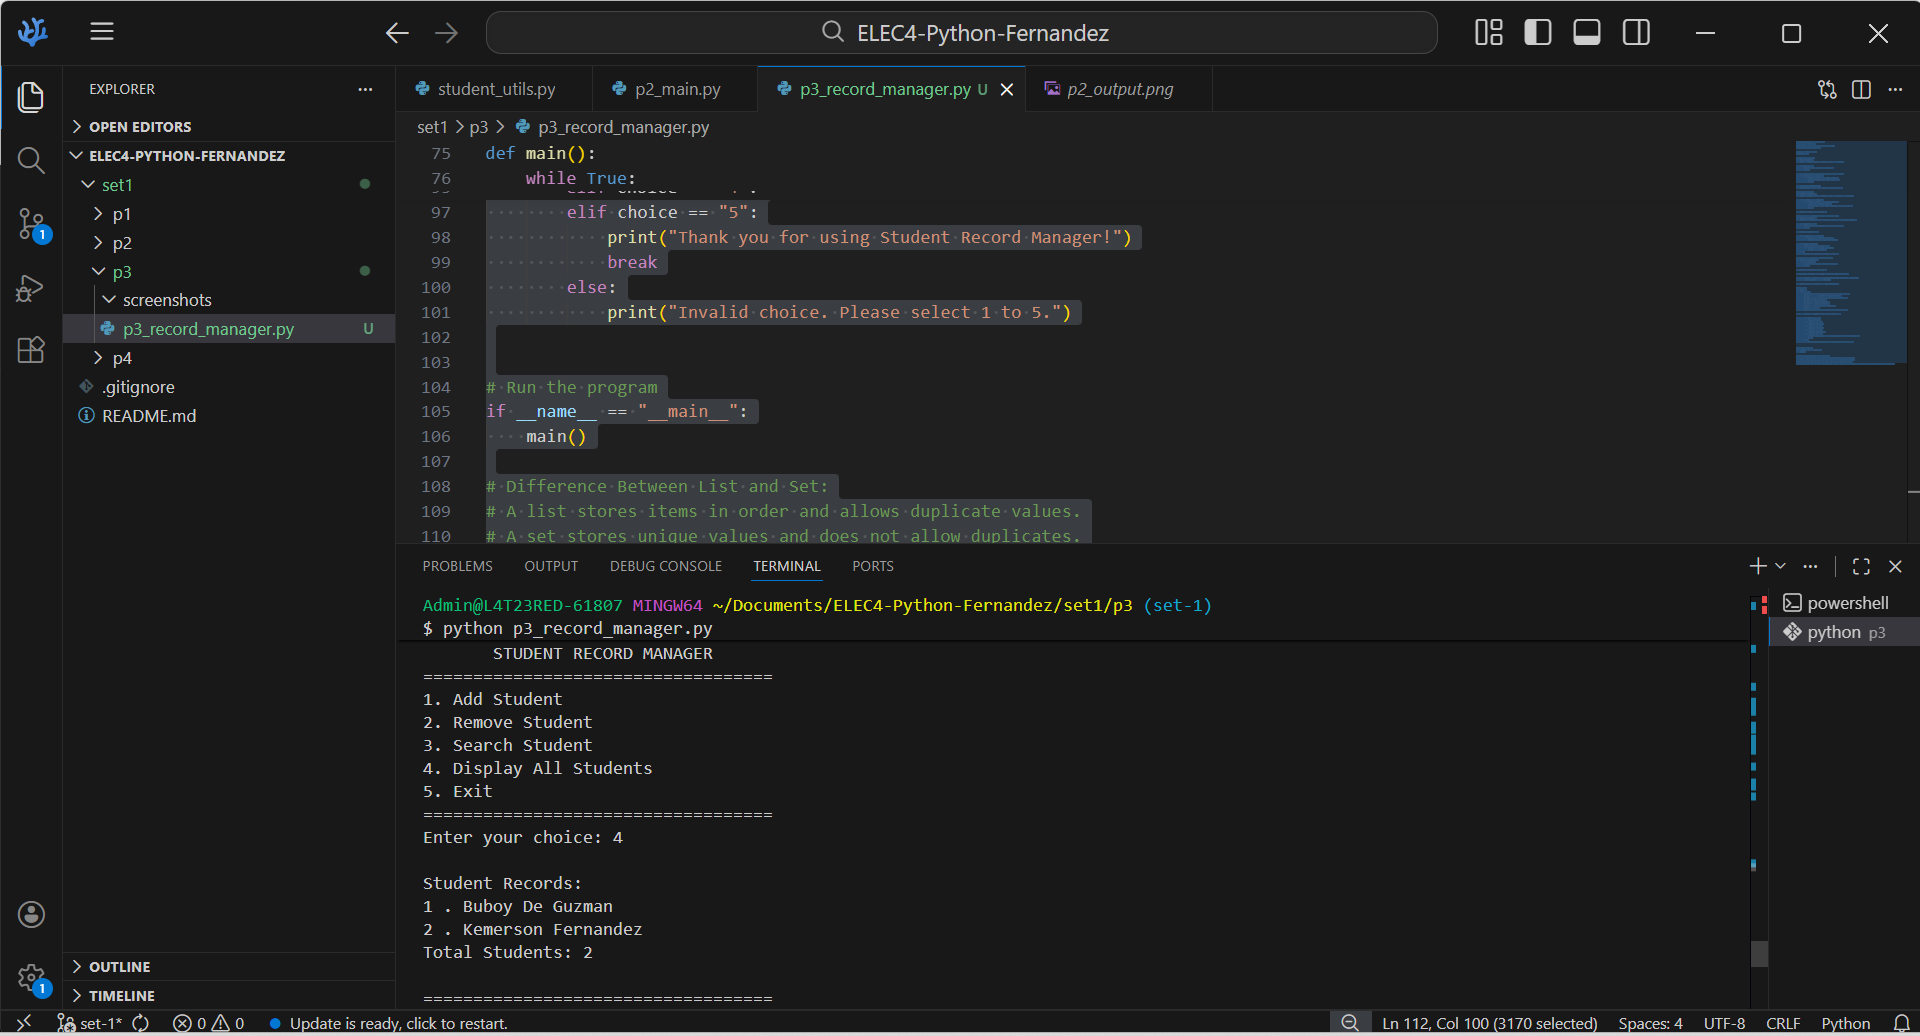 ELEC4-Python-Fernandez
EXPLORER
OPEN EDITORS
ELEC4-PYTHON-FERNANDEZ
set1
p1
p2
p3
screenshots
p3_record_manager.py U
p4
.gitignore
README.md
OUTLINE
TIMELINE
student_utils.py
p2_main.py
p3_record_manager.py U
p2_output.png
set1 > p3 > p3_record_manager.py
75 def main():
76 while True:
97 elif choice == "5":
98 print("Thank you for using Student Record Manager!")
99 break
100 else:
101 print("Invalid choice. Please select 1 to 5.")
102
103
104 # Run the program
105 if __name__ == "__main__":
106 main()
107
108 # Difference Between List and Set:
109 # A list stores items in order and allows duplicate values.
110 # A set stores unique values and does not allow duplicates.
PROBLEMS OUTPUT DEBUG CONSOLE TERMINAL PORTS
Admin@L4T23RED-61807 MINGW64 ~/Documents/ELEC4-Python-Fernandez/set1/p3 (set-1)
$ python p3_record_manager.py
STUDENT RECORD MANAGER
===================================
1. Add Student
2. Remove Student
3. Search Student
4. Display All Students
5. Exit
===================================
Enter your choice: 4
Student Records:
1 . Buboy De Guzman
2 . Kemerson Fernandez
Total Students: 2
===================================
powershell
python p3
1
1
set-1* 0 0 Update is ready, click to restart. Ln 112, Col 100 (3170 selected) Spaces: 4 UTF-8 CRLF Python